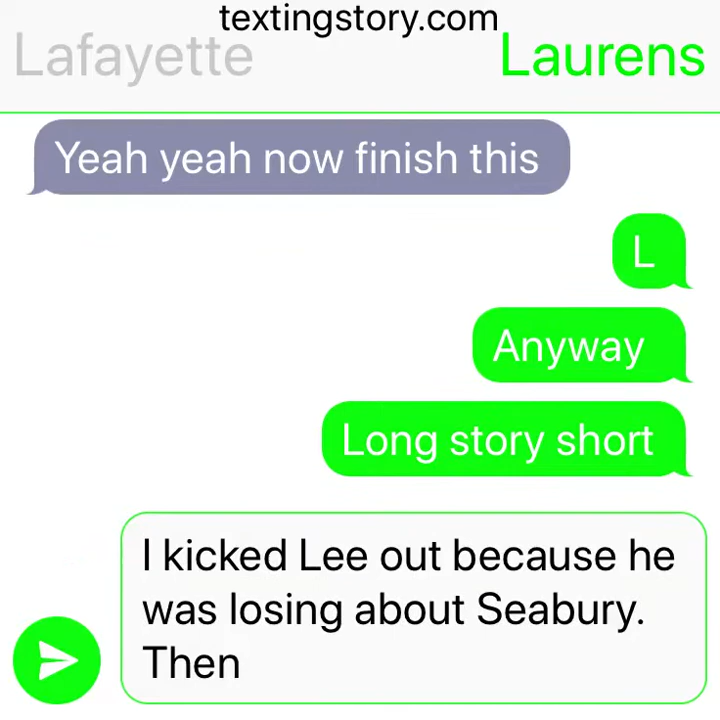 textingstory.com
Lafayette
Laurens
Yeah yeah now finish this
L
Anyway
Long story short
I kicked Lee out because he
was losing about Seabury.
Then